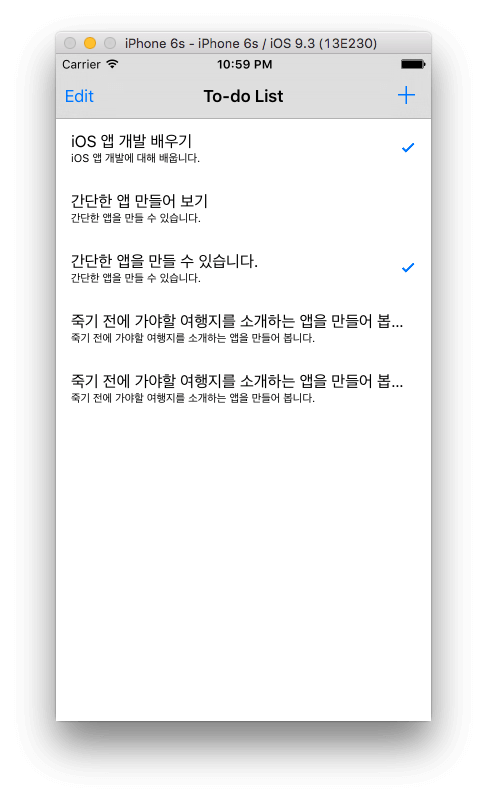 iPhone 6s - iPhone 6s / iOS 9.3 (13E230)
Carrier 10:59 PM
Edit To-do List +
iOS 앱 개발 배우기
iOS 앱 개발에 대해 배웁니다.
간단한 앱 만들어 보기
간단한 앱을 만들 수 있습니다.
간단한 앱을 만들 수 있습니다.
간단한 앱을 만들 수 있습니다.
죽기 전에 가야할 여행지를 소개하는 앱을 만들어 봅...
죽기 전에 가야할 여행지를 소개하는 앱을 만들어 봅니다.
죽기 전에 가야할 여행지를 소개하는 앱을 만들어 봅...
죽기 전에 가야할 여행지를 소개하는 앱을 만들어 봅니다.